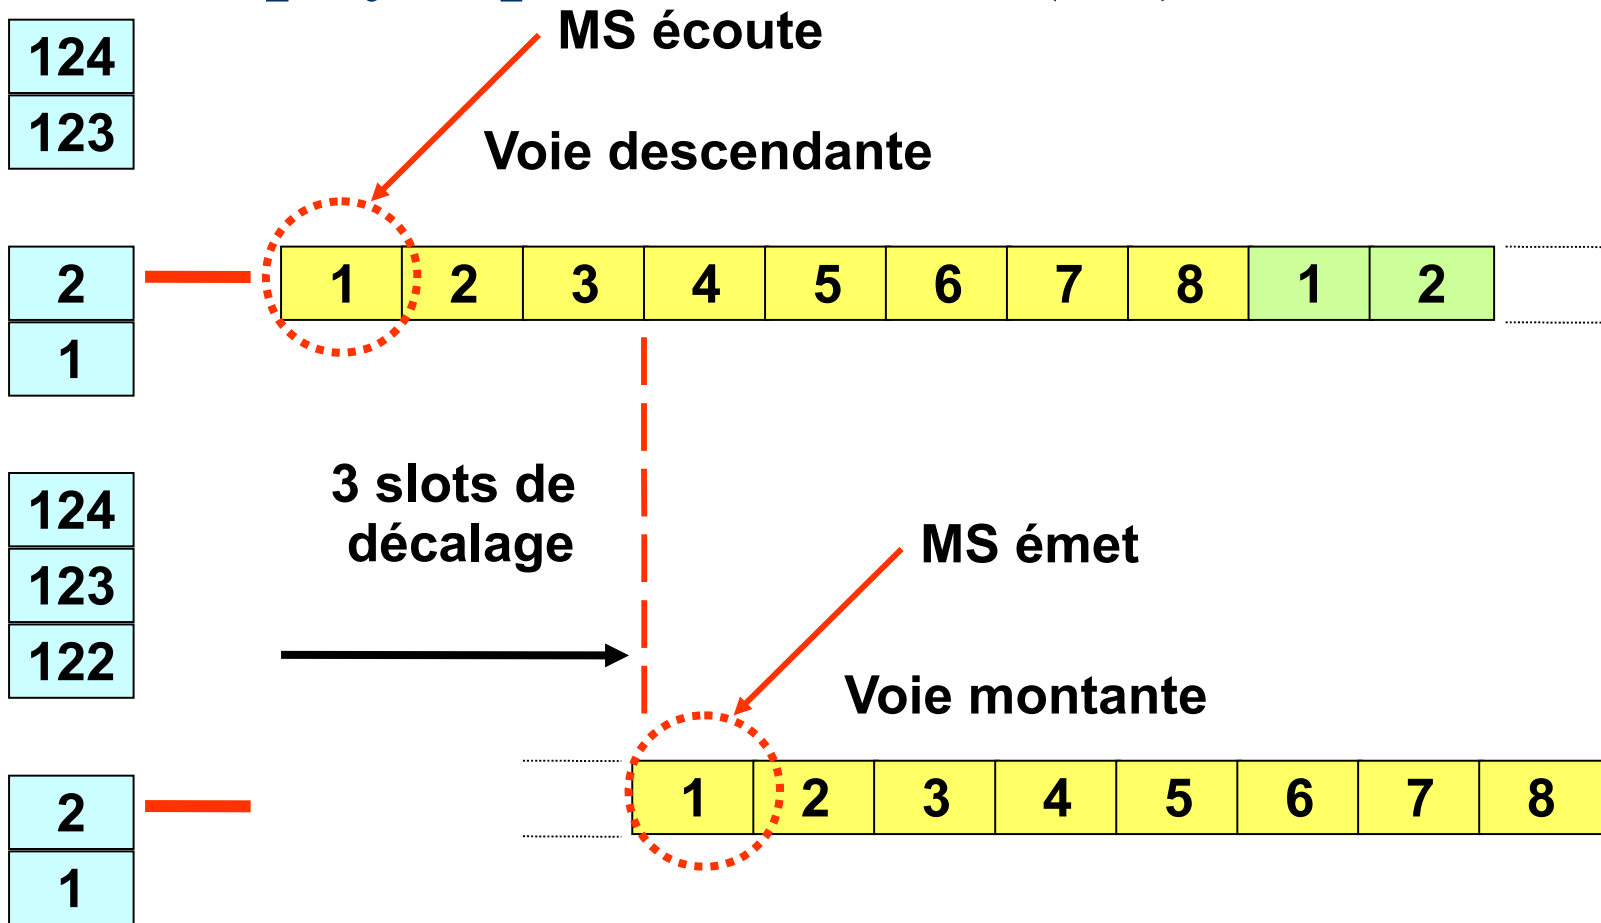 MS écoute
124
123
Voie descendante
2 1 2 3 4 5 6 7 8 1 2
1
3 slots de
décalage
124
123
122
MS émet
Voie montante
2 1 2 3 4 5 6 7 8
1